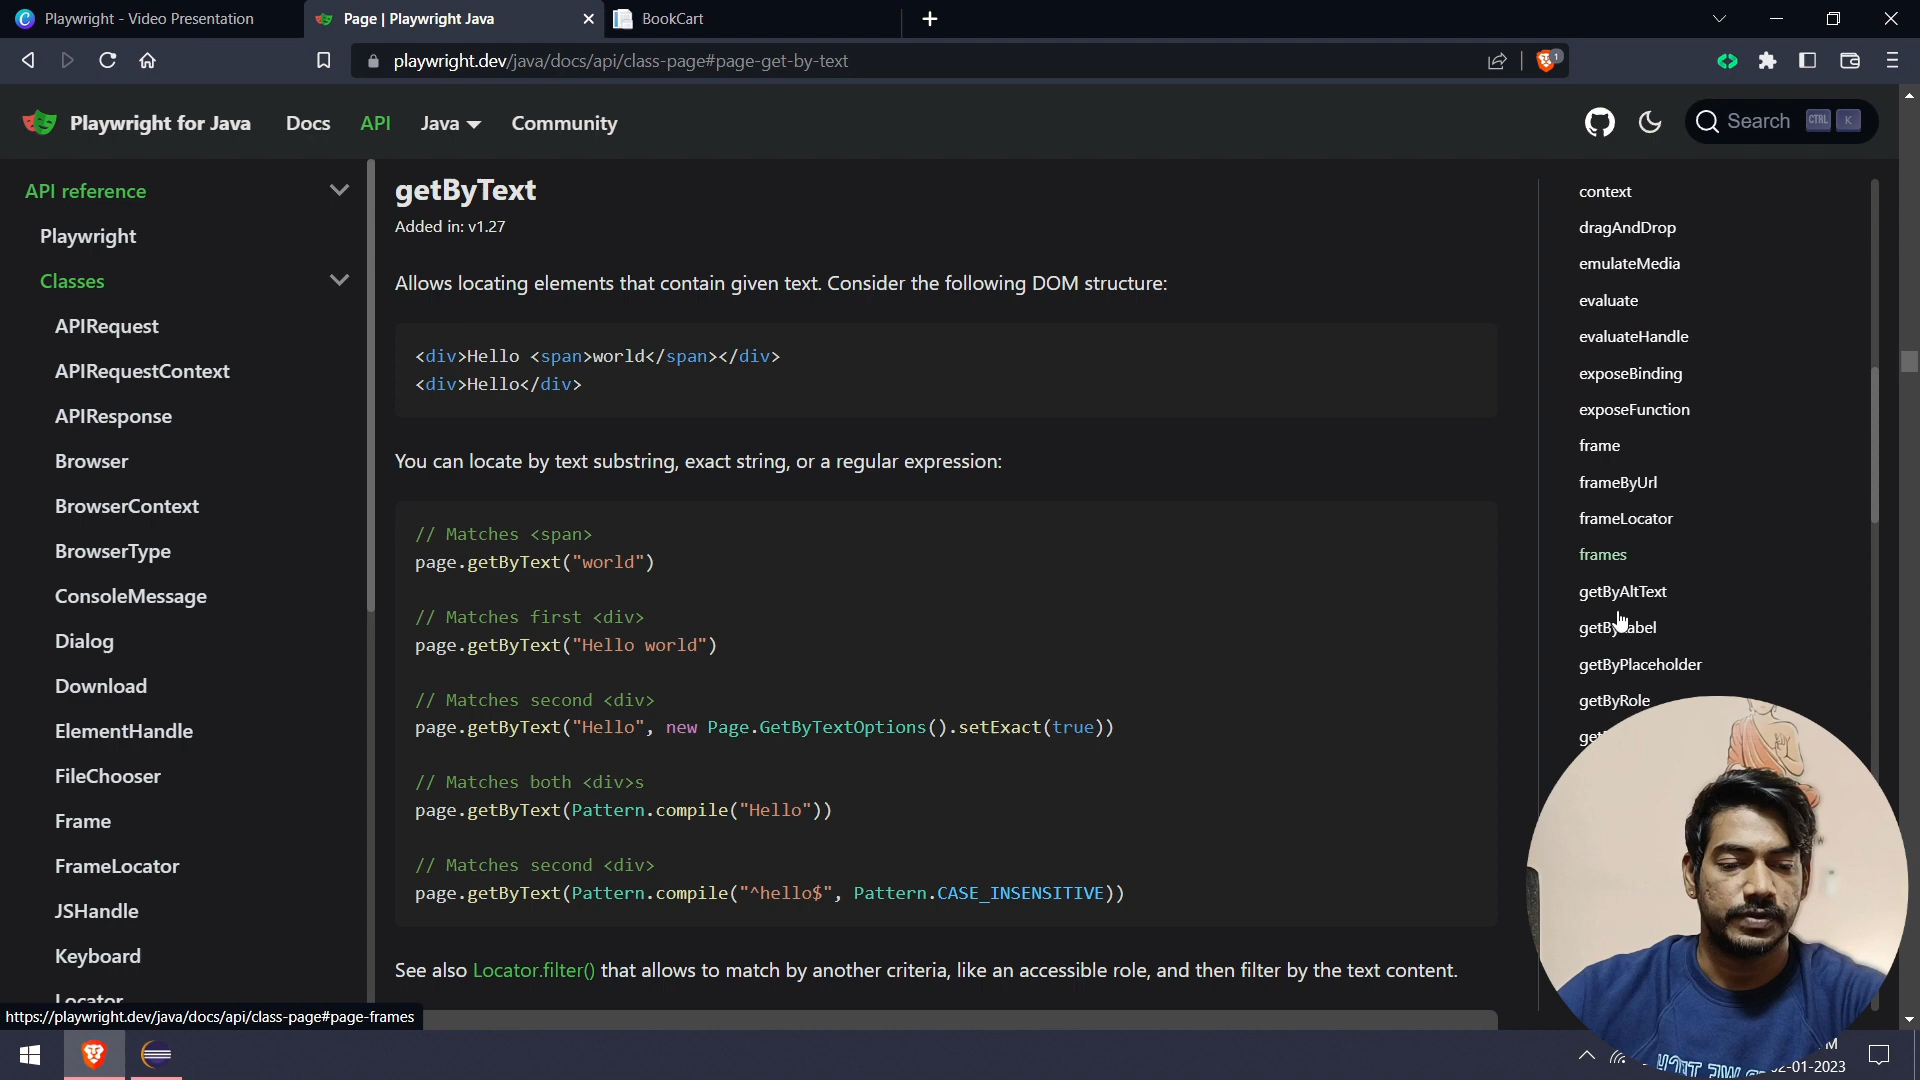 Playwright - Video Presentation
Page | Playwright Java
BookCart
playwright.dev/java/docs/api/class-page#page-get-by-text
1
Playwright for Java
Docs
API
Java
Community
Search
CTRL K
API reference
Playwright
Classes
APIRequest
APIRequestContext
APIResponse
Browser
BrowserContext
BrowserType
ConsoleMessage
Dialog
Download
ElementHandle
FileChooser
Frame
FrameLocator
JSHandle
Keyboard
Locator
getByText
Added in: v1.27
Allows locating elements that contain given text. Consider the following DOM structure:
<div>Hello <span>world</span></div>
<div>Hello</div>
You can locate by text substring, exact string, or a regular expression:
// Matches <span>
page.getByText("world")
// Matches first <div>
page.getByText("Hello world")
// Matches second <div>
page.getByText("Hello", new Page.GetByTextOptions().setExact(true))
// Matches both <div>s
page.getByText(Pattern.compile("Hello"))
// Matches second <div>
page.getByText(Pattern.compile("^hello$", Pattern.CASE_INSENSITIVE))
See also Locator.filter() that allows to match by another criteria, like an accessible role, and then filter by the text content.
context
dragAndDrop
emulateMedia
evaluate
evaluateHandle
exposeBinding
exposeFunction
frame
frameByUrl
frameLocator
frames
getByAltText
getByLabel
getByPlaceholder
getByRole
https://playwright.dev/java/docs/api/class-page#page-frames